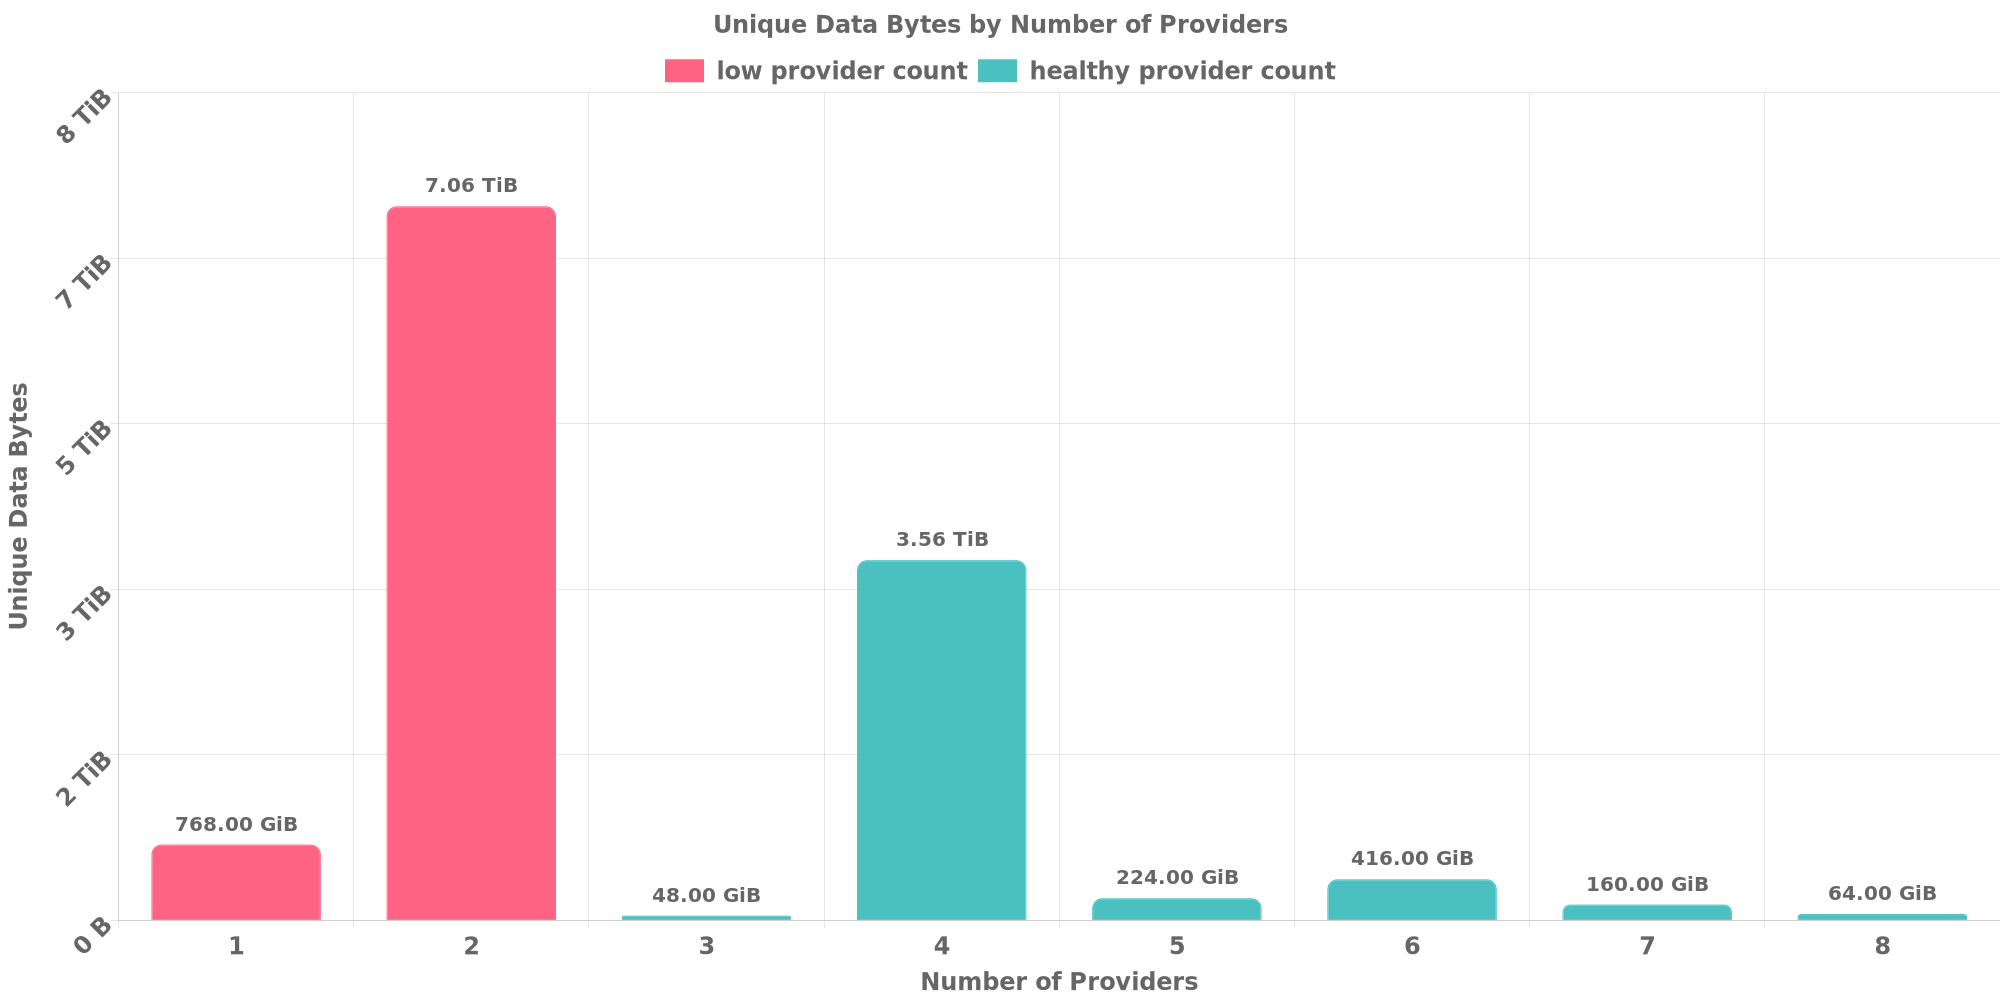 Unique Data Bytes by Number of Providers
low provider count healthy provider count
8 TiB
7 TiB
5 TiB
3 TiB
2 TiB
0 B
Unique Data Bytes
768.00 GiB
7.06 TiB
48.00 GiB
3.56 TiB
224.00 GiB
416.00 GiB
160.00 GiB
64.00 GiB
1 2 3 4 5 6 7 8
Number of Providers